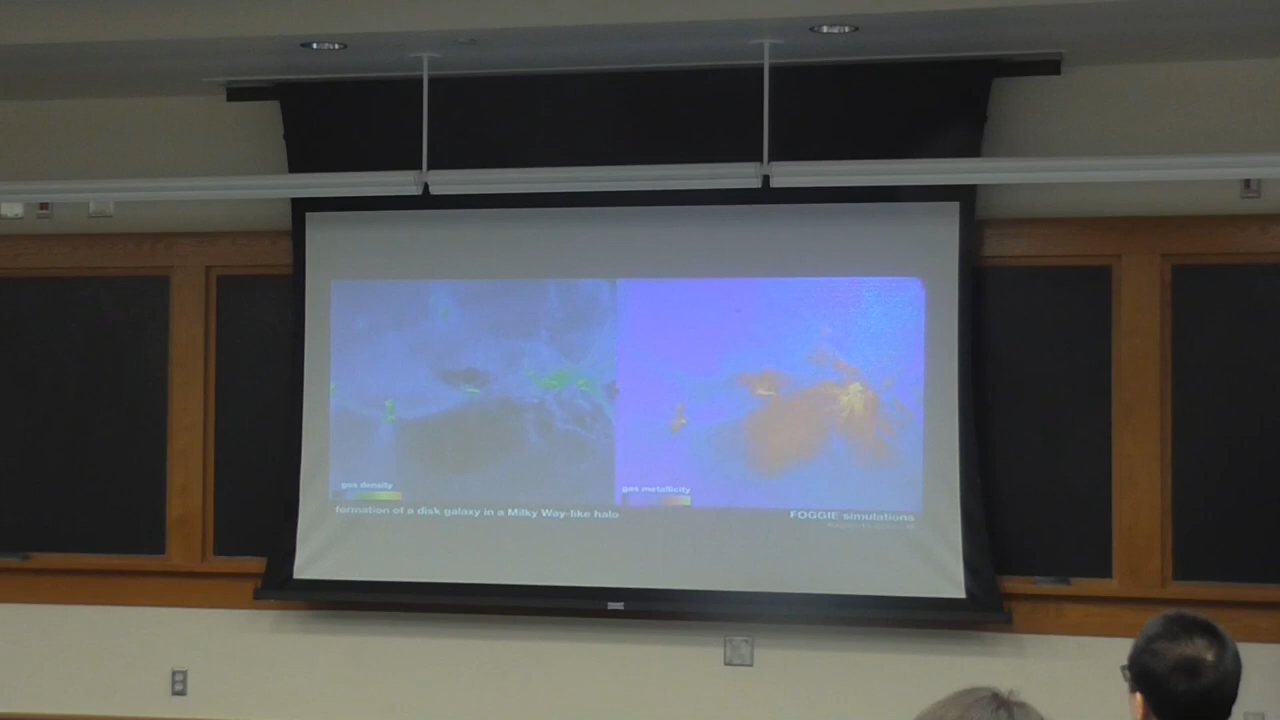 gas density
gas metallicity
formation of a disk galaxy in a Milky Way-like halo
FOGGIE simulations